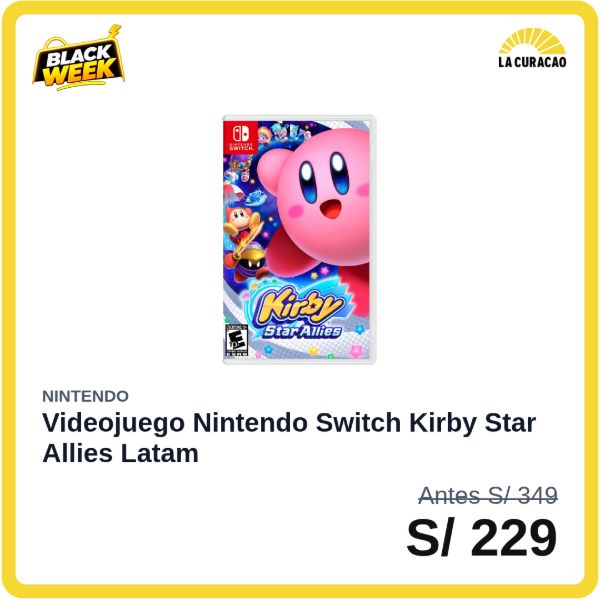 BLACK
WEEK
LA CURACAO
NINTENDO
SWITCH
Kirby
Star Allies
E
ESRB
NINTENDO
Videojuego Nintendo Switch Kirby Star
Allies Latam
Antes S/ 349
S/ 229